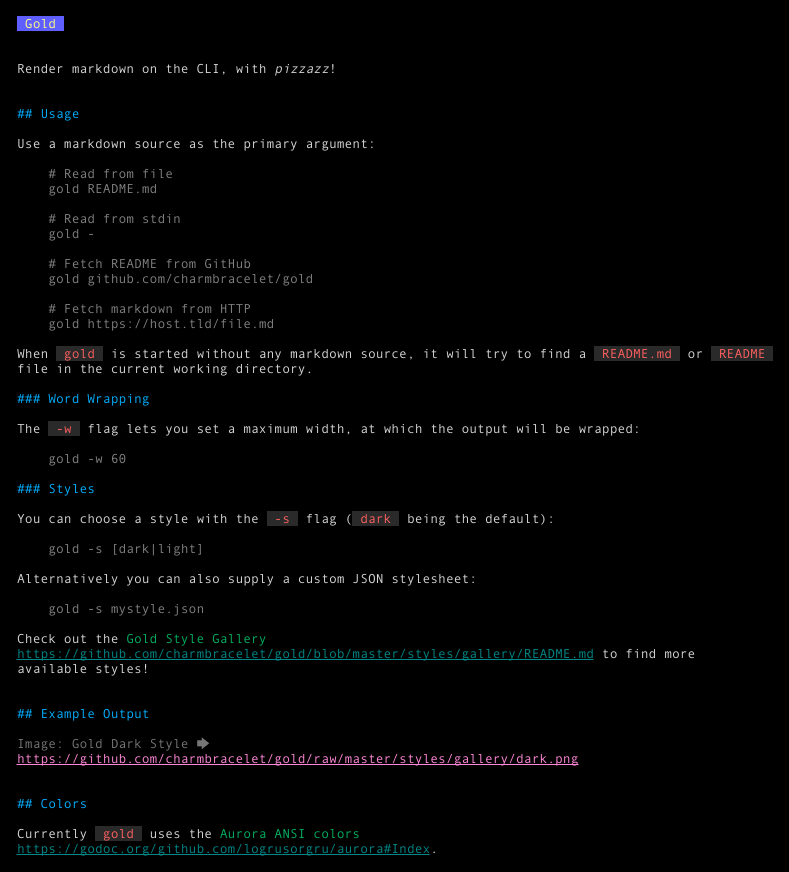 Gold
Render markdown on the CLI, with pizzazz!
## Usage
Use a markdown source as the primary argument:
# Read from file
gold README.md
# Read from stdin
gold -
# Fetch README from GitHub
gold github.com/charmbracelet/gold
# Fetch markdown from HTTP
gold https://host.tld/file.md
When gold is started without any markdown source, it will try to find a README.md or README
file in the current working directory.
### Word Wrapping
The -w flag lets you set a maximum width, at which the output will be wrapped:
gold -w 60
### Styles
You can choose a style with the -s flag ( dark being the default):
gold -s [dark|light]
Alternatively you can also supply a custom JSON stylesheet:
gold -s mystyle.json
Check out the Gold Style Gallery
https://github.com/charmbracelet/gold/blob/master/styles/gallery/README.md to find more
available styles!
## Example Output
Image: Gold Dark Style 🡆
https://github.com/charmbracelet/gold/raw/master/styles/gallery/dark.png
## Colors
Currently gold uses the Aurora ANSI colors
https://godoc.org/github.com/logrusorgru/aurora#Index.